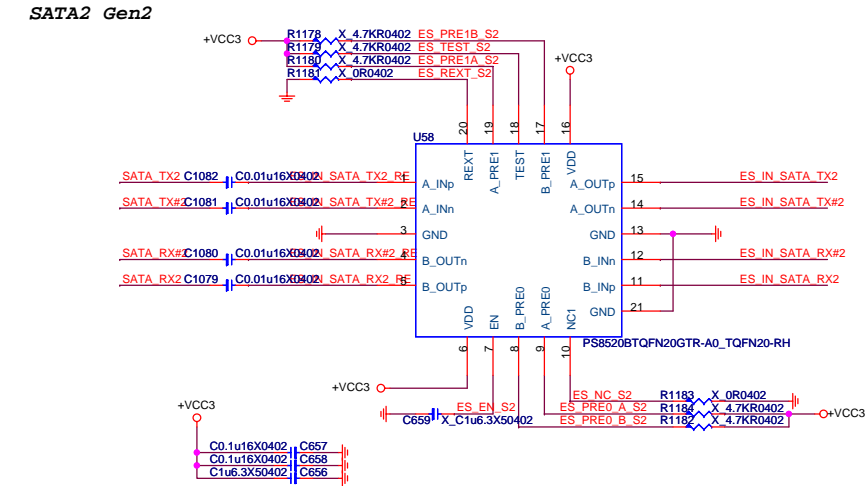 SATA2 Gen2
+VCC3
R1178 X_4.7KR0402 ES_PRE1B_S2
R1179 X_4.7KR0402 ES_TEST_S2
R1180 X_4.7KR0402 ES_PRE1A_S2
R1181 X_0R0402 ES_REXT_S2
+VCC3
20 19 18 17 16
U58
REXT A_PRE1 TEST B_PRE1 VDD
SATA_TX2 C1082 C0.01u16X0402 ES_IN_SATA_TX2_RE 1 A_INp A_OUTp 15 ES_IN_SATA_TX2
SATA_TX#2 C1081 C0.01u16X0402 ES_IN_SATA_TX#2_RE 2 A_INn A_OUTn 14 ES_IN_SATA_TX#2
3 GND GND 13
SATA_RX#2 C1080 C0.01u16X0402 ES_IN_SATA_RX#2_RE 4 B_OUTn B_INn 12 ES_IN_SATA_RX#2
SATA_RX2 C1079 C0.01u16X0402 ES_IN_SATA_RX2_RE 5 B_OUTp B_INp 11 ES_IN_SATA_RX2
GND 21
VDD EN B_PRE0 A_PRE0 NC1
PS8520BTQFN20GTR-A0_TQFN20-RH
6 7 8 9 10
+VCC3
ES_NC_S2 R1183 X_0R0402
ES_EN_S2 ES_PRE0_A_S2 R1184 X_4.7KR0402 +VCC3
C659 X_C1u6.3X50402 ES_PRE0_B_S2 R1182 X_4.7KR0402
+VCC3
C0.1u16X0402 C657
C0.1u16X0402 C658
C1u6.3X50402 C656